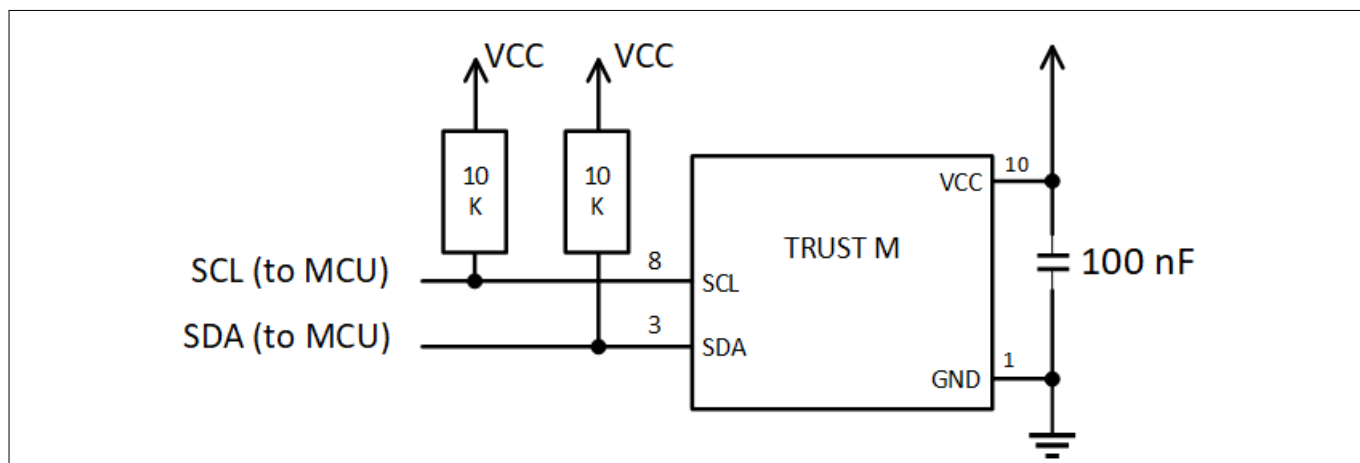 VCC
VCC
10
K
10
K
SCL (to MCU)
8
SCL
SDA (to MCU)
3
SDA
TRUST M
VCC
10
GND
1
100 nF